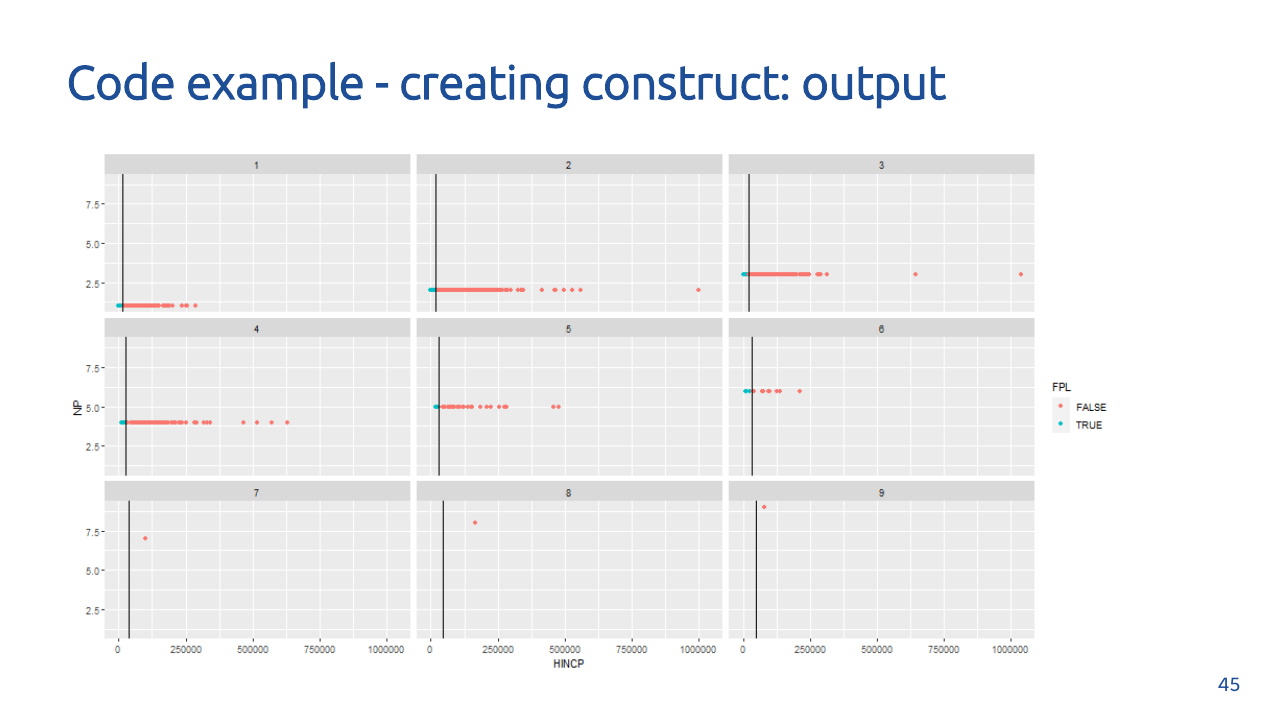 Code example - creating construct: output
1 2 3
7.5
5.0
2.5
4 5 6
7.5
5.0
2.5
NP
FPL
FALSE
TRUE
7 8 9
7.5
5.0
2.5
0 250000 500000 750000 1000000 0 250000 500000 750000 1000000 0 250000 500000 750000 1000000
HINCP
45